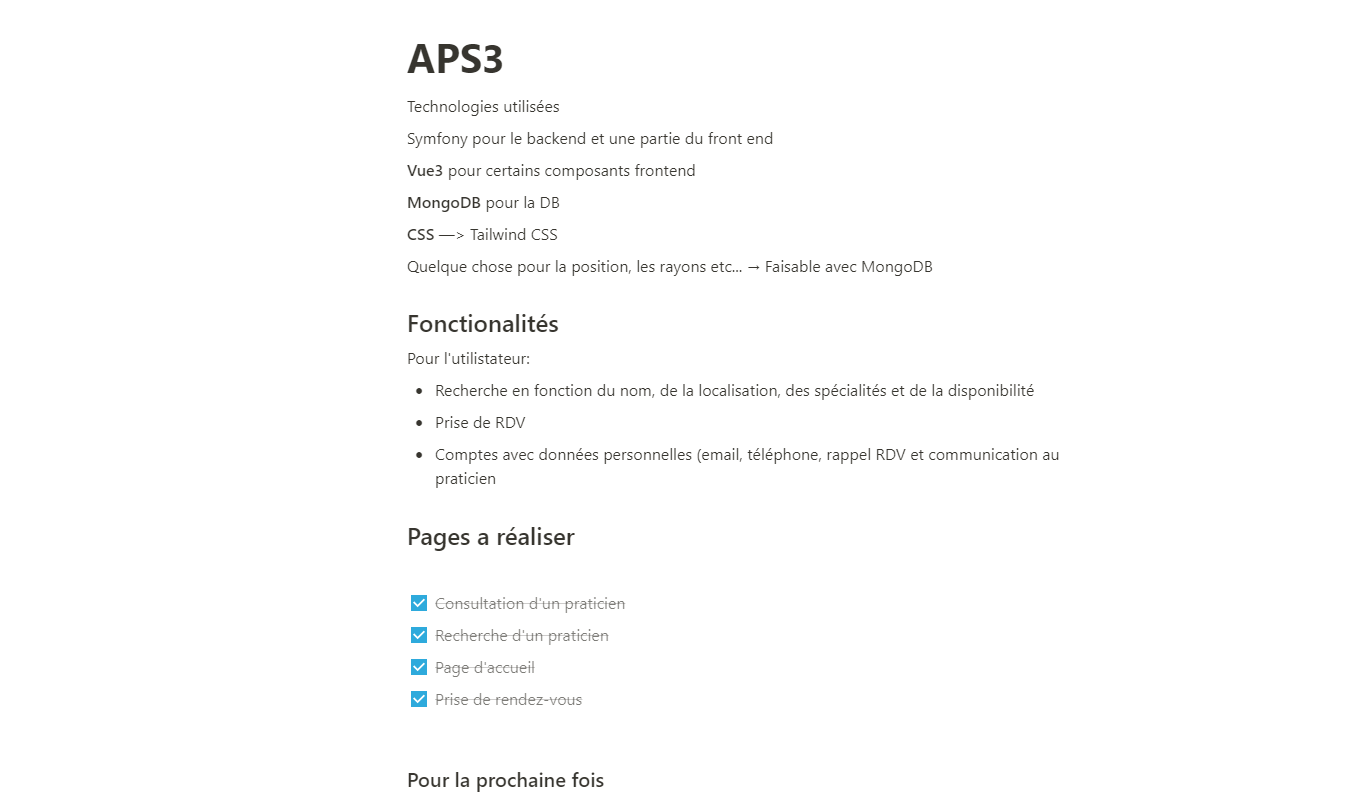 APS3
Technologies utilisées
Symfony pour le backend et une partie du front end
Vue3 pour certains composants frontend
MongoDB pour la DB
CSS —> Tailwind CSS
Quelque chose pour la position, les rayons etc... → Faisable avec MongoDB
Fonctionalités
Pour l'utilistateur:
• Recherche en fonction du nom, de la localisation, des spécialités et de la disponibilité
• Prise de RDV
• Comptes avec données personnelles (email, téléphone, rappel RDV et communication au
praticien
Pages a réaliser
Consultation d'un praticien
Recherche d'un praticien
Page d'accueil
Prise de rendez-vous
Pour la prochaine fois